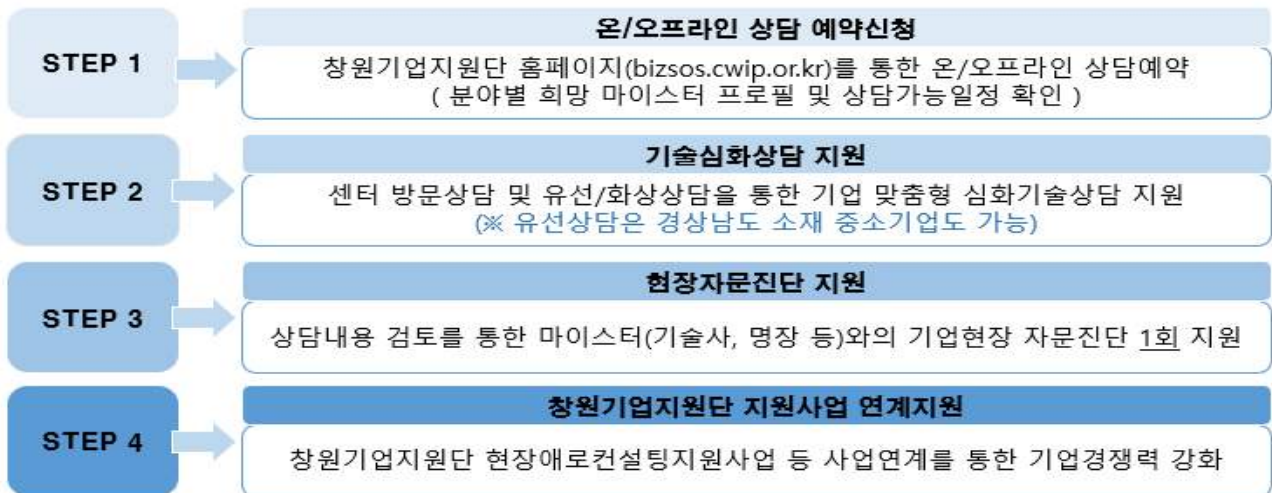 STEP 1
온/오프라인 상담 예약신청
창원기업지원단 홈페이지(bizsos.cwip.or.kr)를 통한 온/오프라인 상담예약
( 분야별 희망 마이스터 프로필 및 상담가능일정 확인 )
STEP 2
기술심화상담 지원
센터 방문상담 및 유선/화상상담을 통한 기업 맞춤형 심화기술상담 지원
(※ 유선상담은 경상남도 소재 중소기업도 가능)
STEP 3
현장자문진단 지원
상담내용 검토를 통한 마이스터(기술사, 명장 등)와의 기업현장 자문진단 1회 지원
STEP 4
창원기업지원단 지원사업 연계지원
창원기업지원단 현장애로컨설팅지원사업 등 사업연계를 통한 기업경쟁력 강화